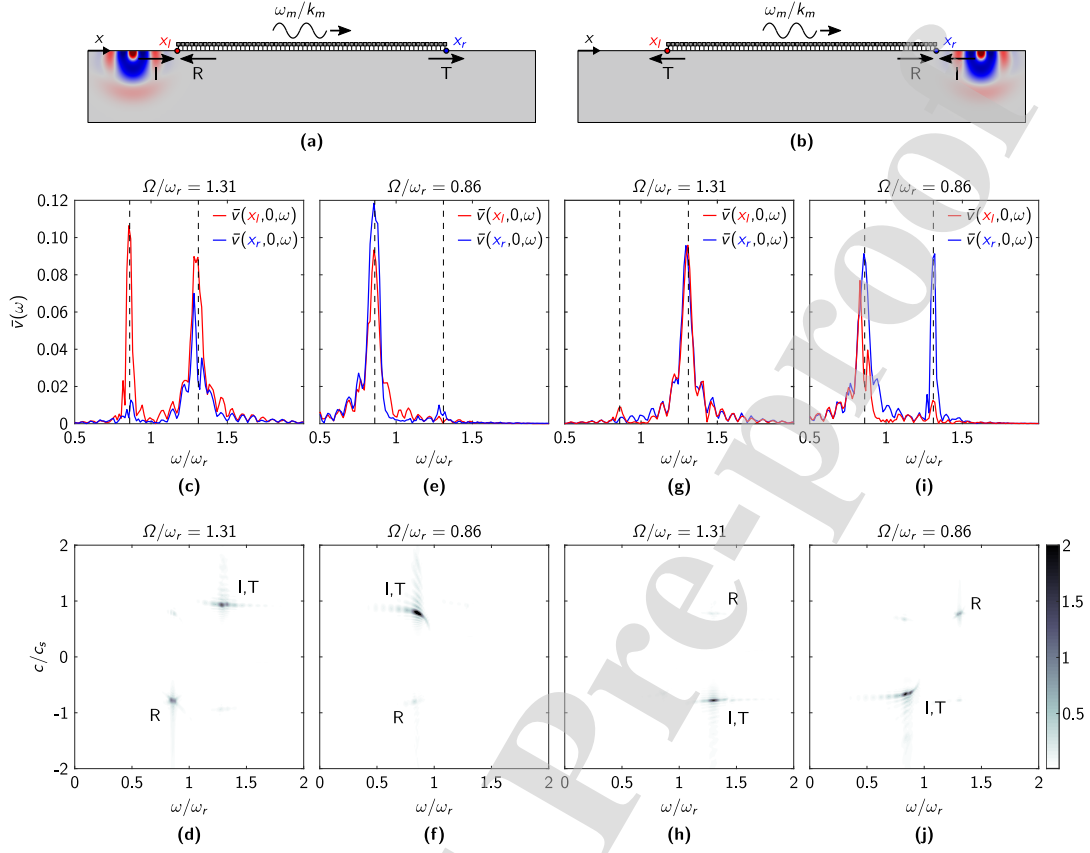 ω_m/k_m
ω_m/k_m
x x_l x_r
x x_l x_r
I R T
T R I
(a) (b)
Ω/ω_r = 1.31 Ω/ω_r = 0.86 Ω/ω_r = 1.31 Ω/ω_r = 0.86
v̄(x_l,0,ω) v̄(x_l,0,ω) v̄(x_l,0,ω) v̄(x_l,0,ω)
v̄(x_r,0,ω) v̄(x_r,0,ω) v̄(x_r,0,ω) v̄(x_r,0,ω)
v̄(ω)
0.12
0.10
0.08
0.06
0.04
0.02
0
0.5 1 1.5 0.5 1 1.5 0.5 1 1.5 0.5 1 1.5
ω/ω_r ω/ω_r ω/ω_r ω/ω_r
(c) (e) (g) (i)
Ω/ω_r = 1.31 Ω/ω_r = 0.86 Ω/ω_r = 1.31 Ω/ω_r = 0.86
c/c_s
2
1
0
-1
-2
I,T R
I,T R
R I,T
R I,T
2
1.5
1
0.5
0 0.5 1 1.5 2 0.5 1 1.5 2 0.5 1 1.5 2 0.5 1 1.5 2
ω/ω_r ω/ω_r ω/ω_r ω/ω_r
(d) (f) (h) (j)
Pre-proof